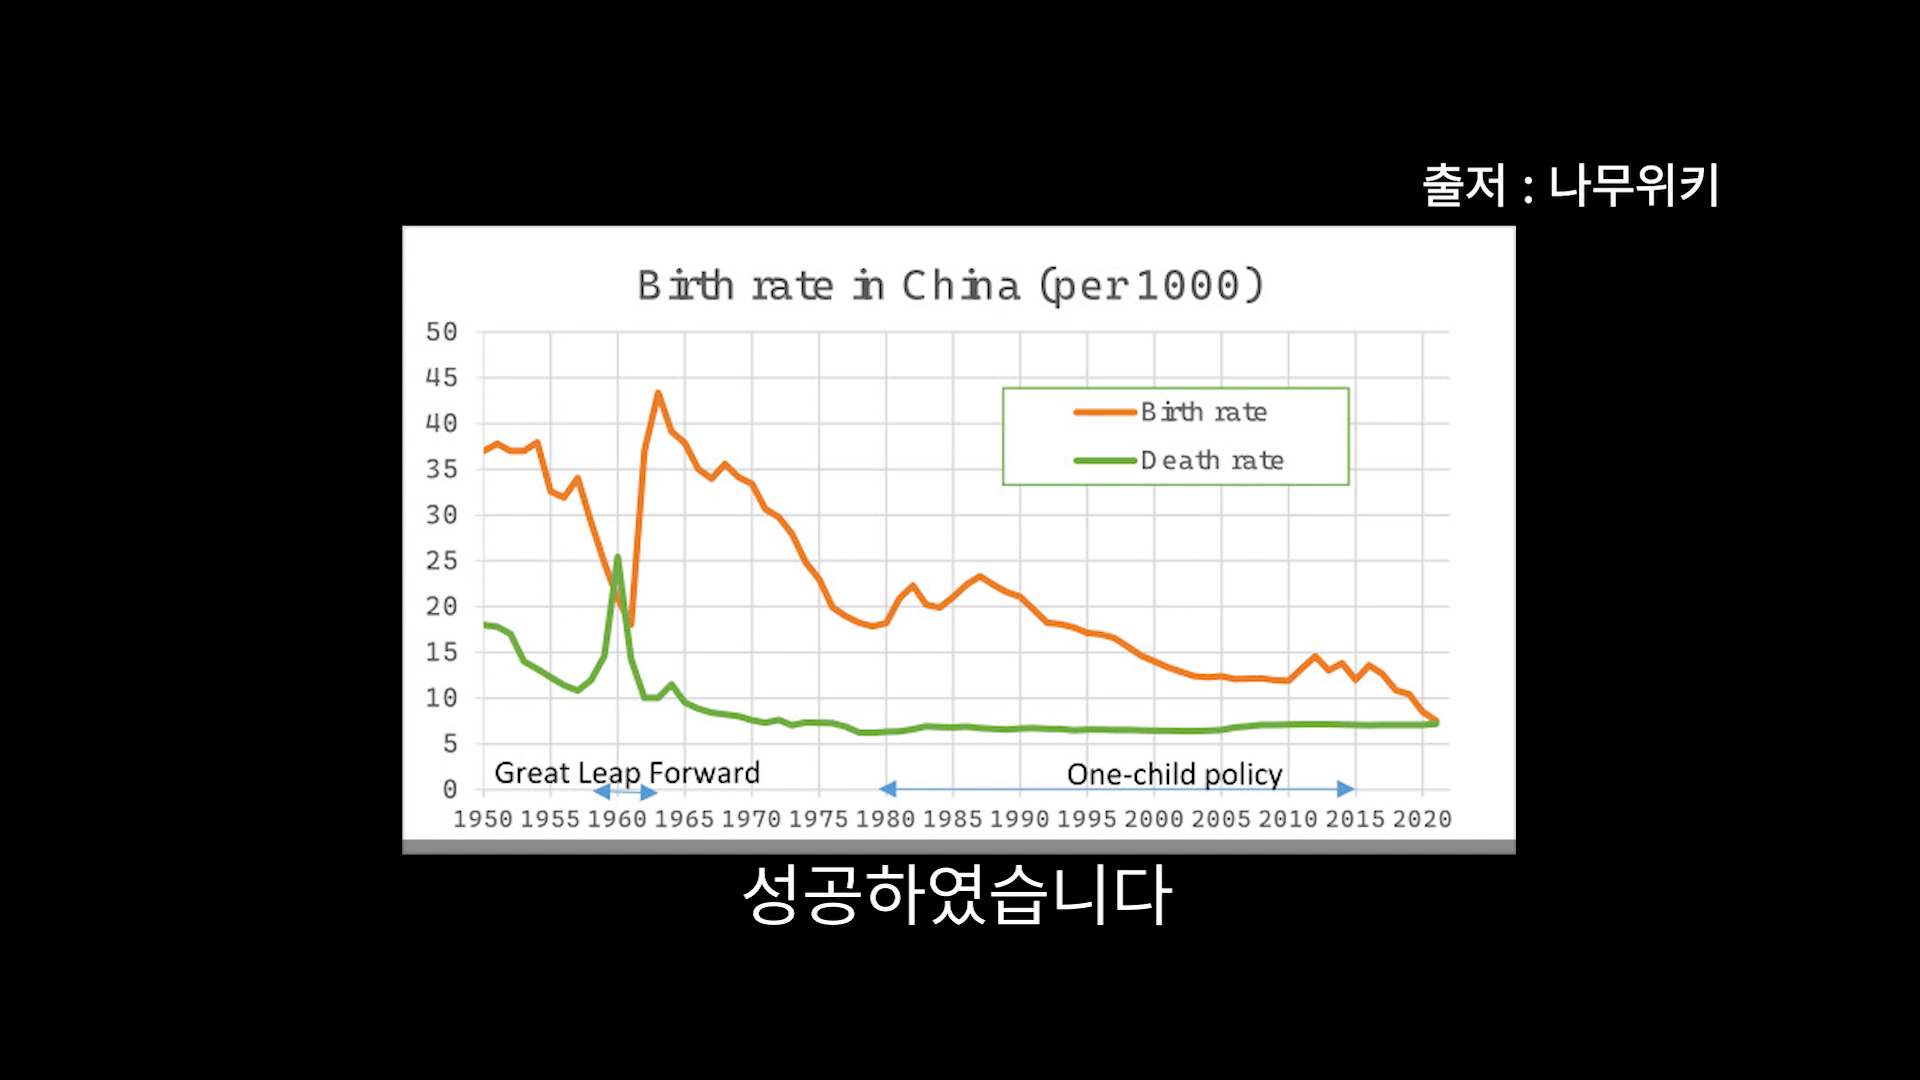 출저 : 나무위키
Birth rate in China (per 1000)
50
45
40
35
30
25
20
15
10
5
0
Birth rate
Death rate
Great Leap Forward
One-child policy
1950 1955 1960 1965 1970 1975 1980 1985 1990 1995 2000 2005 2010 2015 2020
성공하였습니다